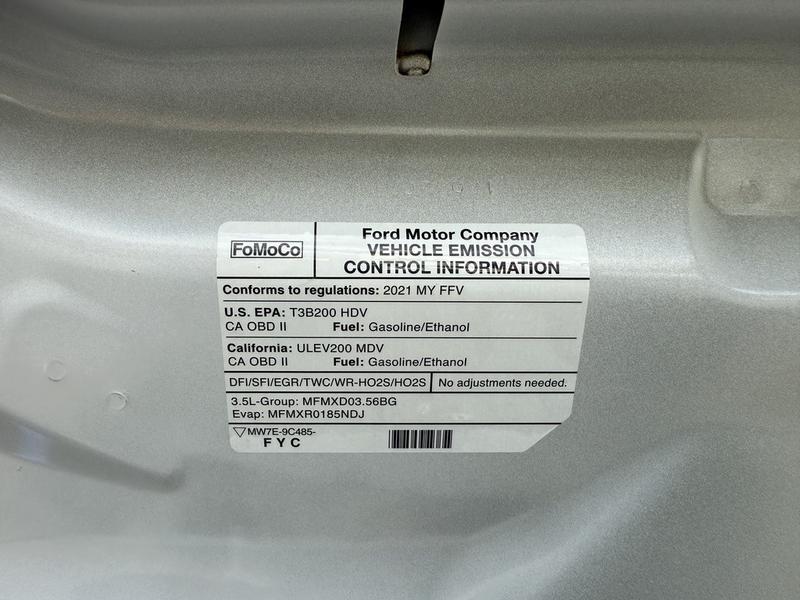 FoMoCo
Ford Motor Company
VEHICLE EMISSION
CONTROL INFORMATION
Conforms to regulations: 2021 MY FFV
U.S. EPA: T3B200 HDV
CA OBD II Fuel: Gasoline/Ethanol
California: ULEV200 MDV
CA OBD II Fuel: Gasoline/Ethanol
DFI/SFI/EGR/TWC/WR-HO2S/HO2S No adjustments needed.
3.5L-Group: MFMXD03.56BG
Evap: MFMXR0185NDJ
MW7E-9C485-
FYC